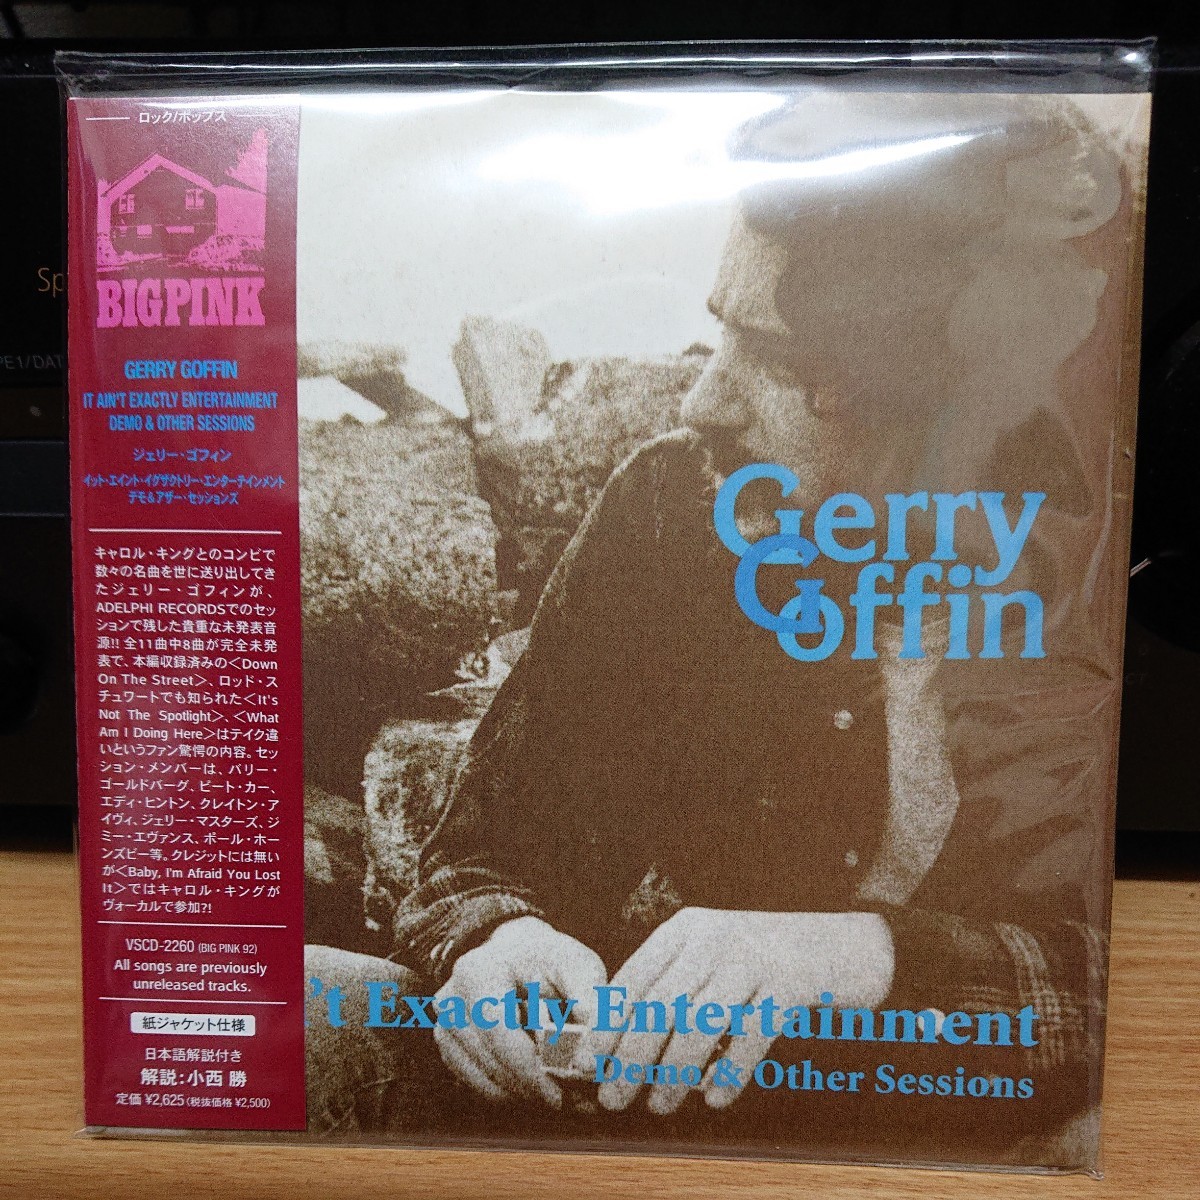 ロック/ポップス
BIG PINK
GERRY GOFFIN
IT AIN'T EXACTLY ENTERTAINMENT
DEMO & OTHER SESSIONS
ジェリー・ゴフィン
イット・エイント・イグザクトリー・エンターテインメント
デモ&アザー・セッションズ
キャロル・キングとのコンビで
数々の名曲を世に送り出してき
たジェリー・ゴフィンが、
ADELPHI RECORDSでのセッ
ションで残した貴重な未発表音
源!! 全11曲中8曲が完全未発
表で、本編収録済みの<Down
On The Street>、ロッド・ス
チュワートでも知られた<It's
Not The Spotlight>、<What
Am I Doing Here>はテイク違
いというファン驚愕の内容。セッ
ション・メンバーは、バリー・
ゴールドバーグ、ピート・カー、
エディ・ヒントン、クレイトン・ア
イヴィ、ジェリー・マスターズ、ジ
ミー・エヴァンス、ポール・ホー
ンズビー等。クレジットには無い
が<Baby, I'm Afraid You Lost
It>ではキャロル・キングが
ヴォーカルで参加?!
VSCD-2260 (BIG PINK 92)
All songs are previously
unreleased tracks.
紙ジャケット仕様
日本語解説付き
解説:小西 勝
定価 ¥2,625 (税抜価格 ¥2,500)
Gerry
Goffin
't Exactly Entertainment
Demo & Other Sessions